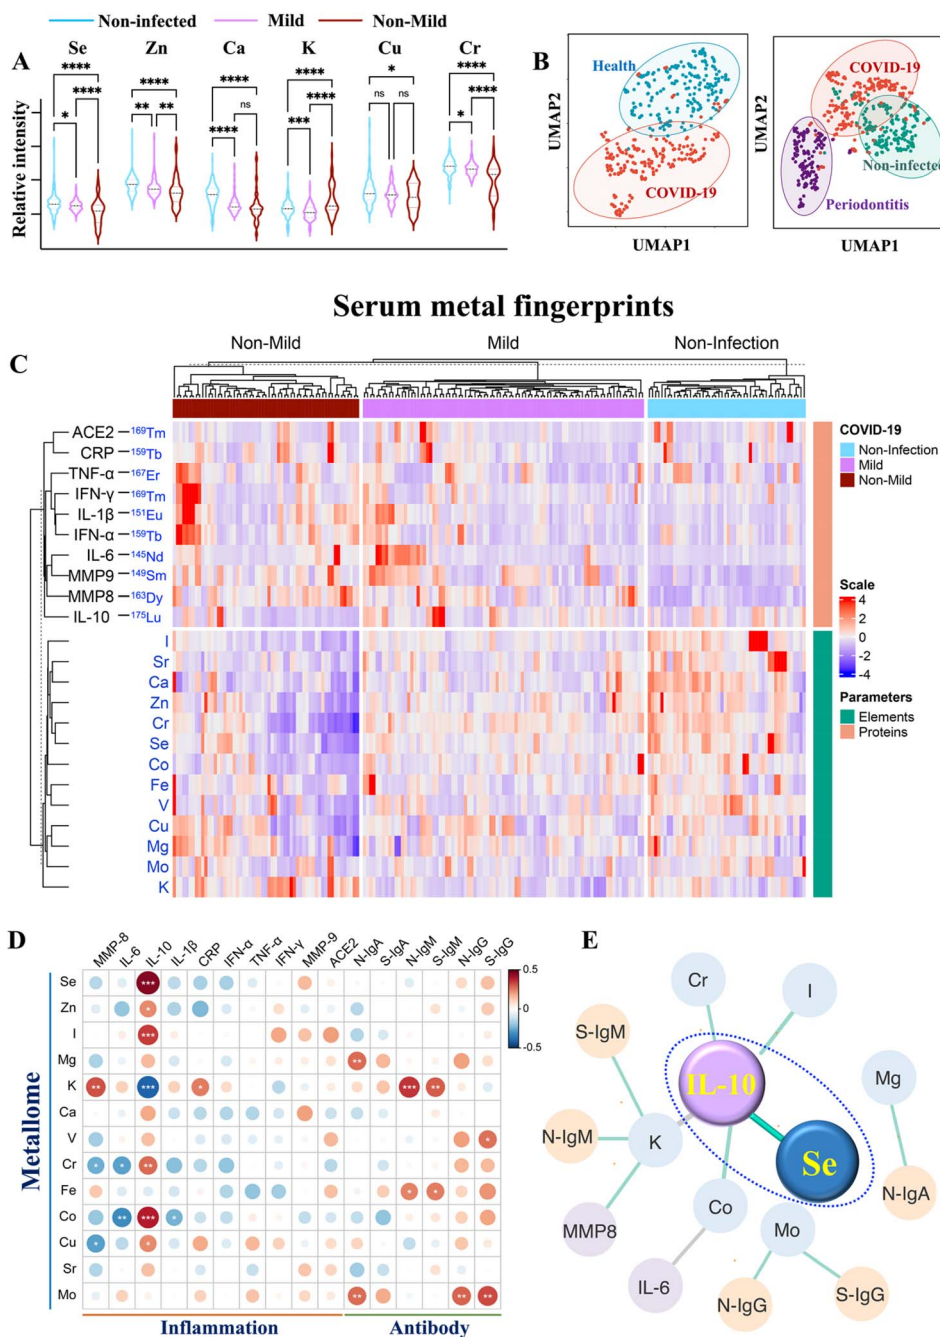 Non-infected Mild Non-Mild
A Se Zn Ca K Cu Cr
**** **** **** **** * ****
**** ** ** ns **** ns ns ****
* **** *** *
Relative intensity
B
Health
COVID-19
UMAP2
UMAP1
COVID-19
Non-infected
Periodontitis
UMAP2
UMAP1
Serum metal fingerprints
C Non-Mild Mild Non-Infection
ACE2 169Tm
CRP 159Tb
TNF-α 167Er
IFN-γ 169Tm
IL-1β 151Eu
IFN-α 159Tb
IL-6 145Nd
MMP9 149Sm
MMP8 163Dy
IL-10 175Lu
I
Sr
Ca
Zn
Cr
Se
Co
Fe
V
Cu
Mg
Mo
K
COVID-19
Non-Infection
Mild
Non-Mild
Scale
4
2
0
-2
-4
Parameters
Elements
Proteins
D
MMP-8 IL-6 IL-10 IL-1β CRP IFN-α TNF-α IFN-γ MMP-9 ACE2 N-IgA S-IgA N-IgM S-IgM N-IgG S-IgG
Metallome
Se ***
Zn *
I ***
Mg **
K ** *** * *** **
Ca
V *
Cr * * **
Fe * *
Co ** *** *
Cu * *
Sr
Mo ** ** **
0.5
0
-0.5
Inflammation Antibody
E
Cr
I
S-IgM
IL-10
Mg
K
N-IgM
Se
N-IgA
MMP8
Co
Mo
IL-6
N-IgG
S-IgG